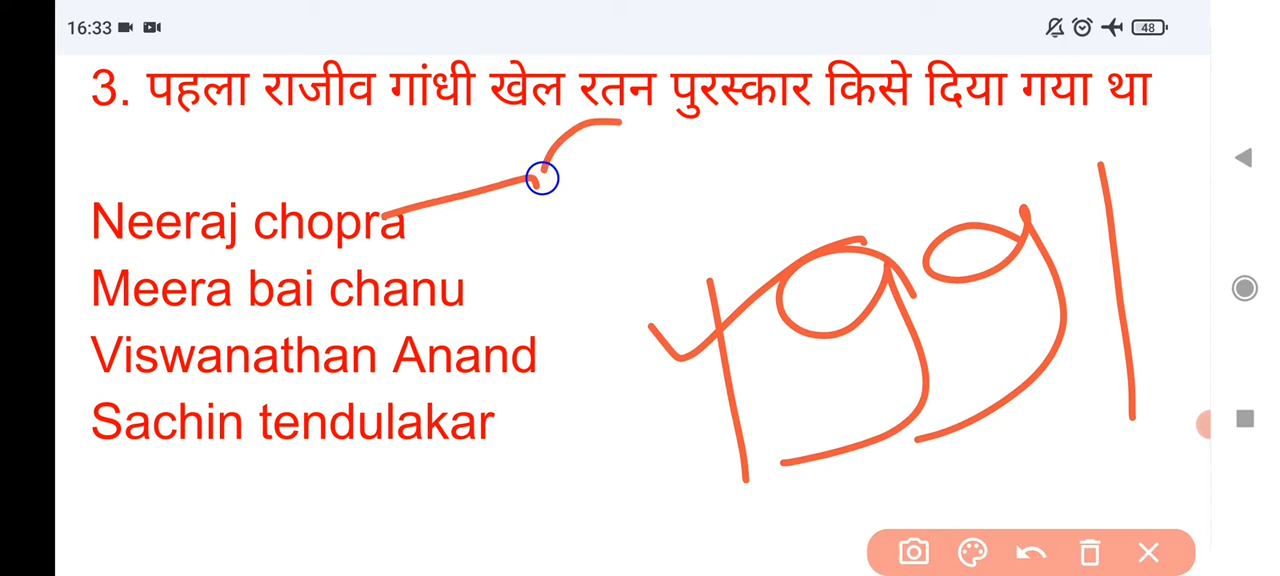 16:33
48
3. पहला राजीव गांधी खेल रतन पुरस्कार किसे दिया गया था
Neeraj chopra
Meera bai chanu
Viswanathan Anand
Sachin tendulakar
1991